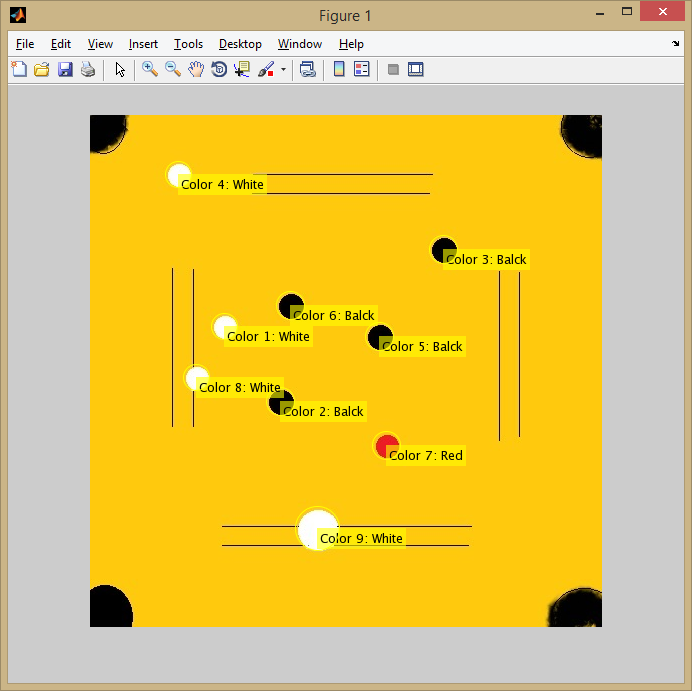 Figure 1
File Edit View Insert Tools Desktop Window Help
Color 4: White
Color 3: Balck
Color 6: Balck
Color 1: White
Color 5: Balck
Color 8: White
Color 2: Balck
Color 7: Red
Color 9: White